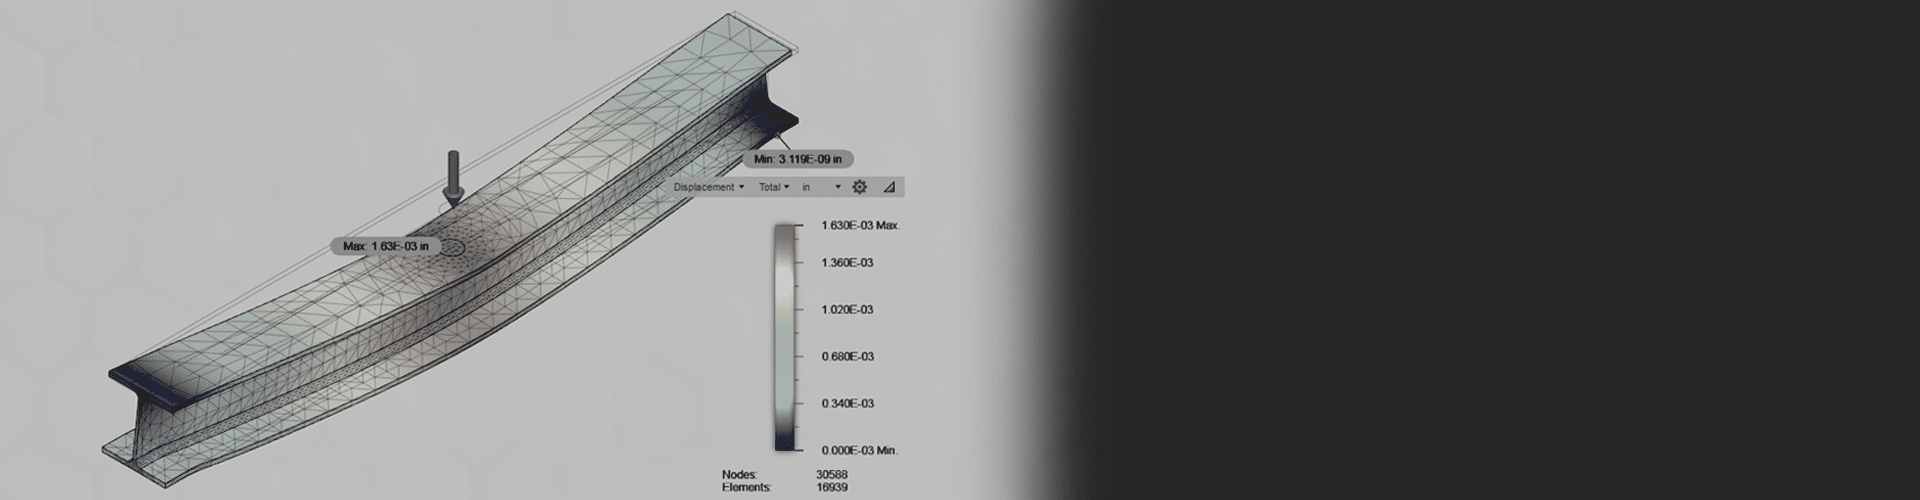 Min: 3.119E-09 in
Displacement Total in
Max: 1.63E-03 in
1.630E-03 Max.
1.360E-03
1.020E-03
0.680E-03
0.340E-03
0.000E-03 Min.
Nodes: 30588
Elements: 16939